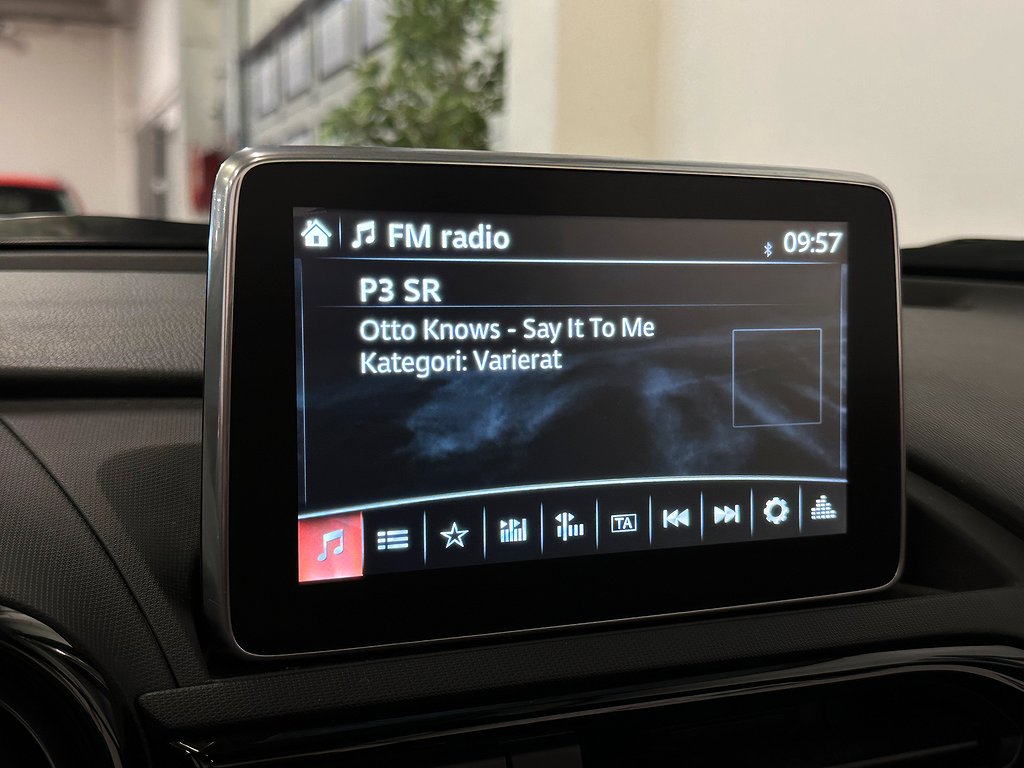 FM radio
09:57
P3 SR
Otto Knows - Say It To Me
Kategori: Varierat
TA